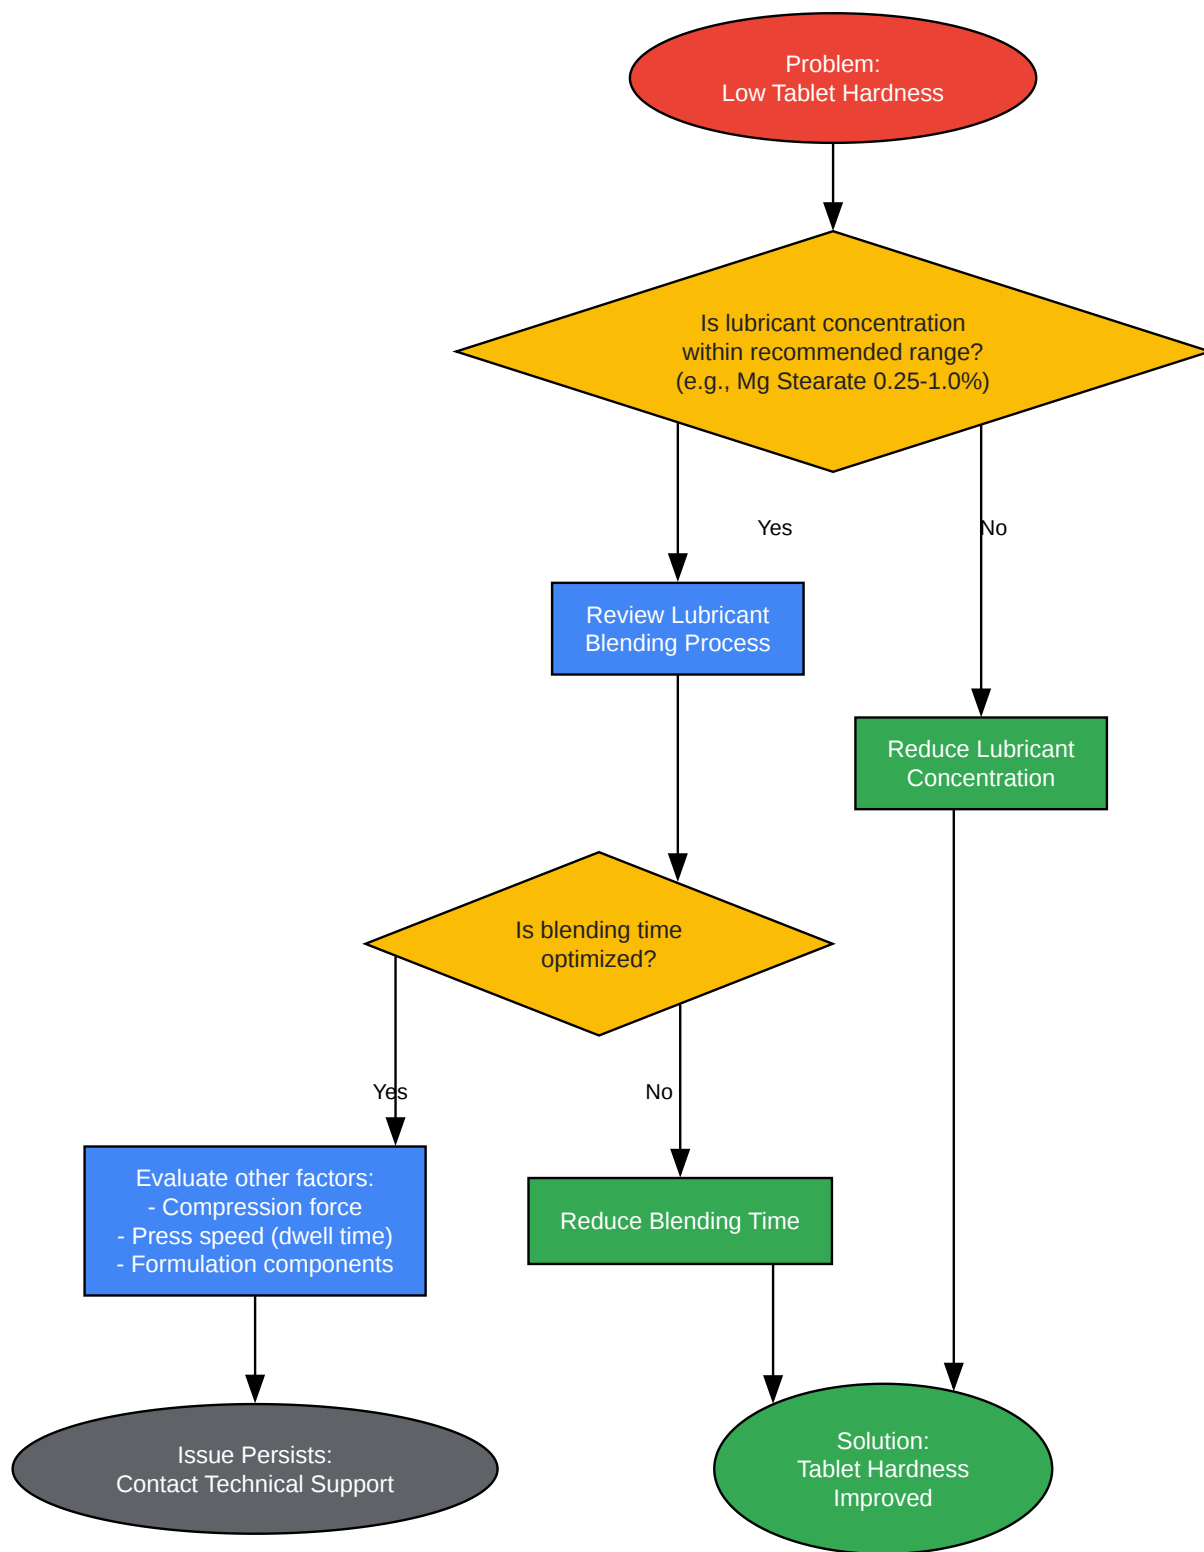 Problem:
Low Tablet Hardness
Is lubricant concentration
within recommended range?
(e.g., Mg Stearate 0.25-1.0%)
Yes
No
Review Lubricant
Blending Process
Reduce Lubricant
Concentration
Is blending time
optimized?
Yes
No
Evaluate other factors:
- Compression force
- Press speed (dwell time)
- Formulation components
Reduce Blending Time
Issue Persists:
Contact Technical Support
Solution:
Tablet Hardness
Improved